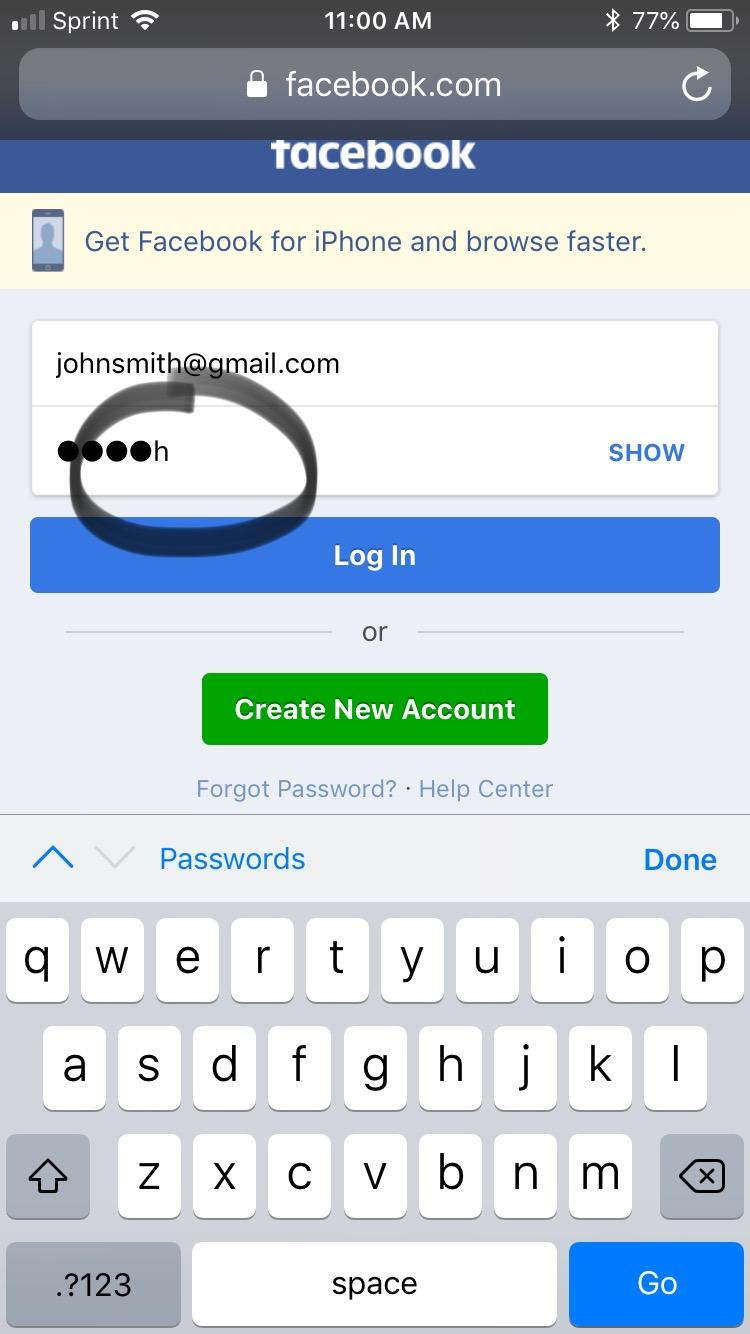 Sprint 11:00 AM 77%
facebook.com
facebook
Get Facebook for iPhone and browse faster.
johnsmith@gmail.com
●●●●h SHOW
Log In
or
Create New Account
Forgot Password? · Help Center
Passwords Done
q w e r t y u i o p
a s d f g h j k l
z x c v b n m
.?123 space Go